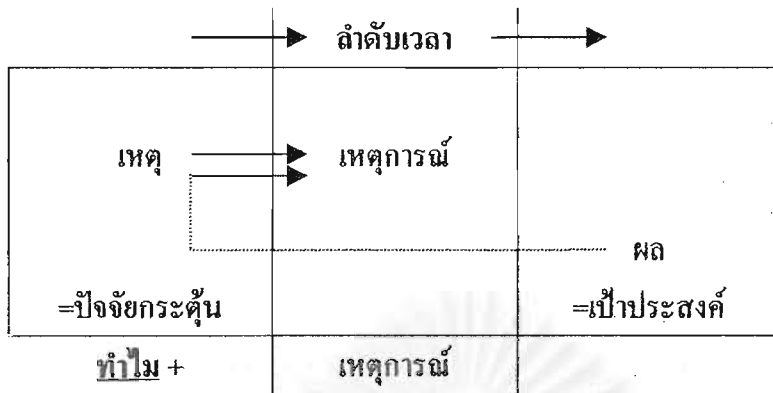 ลำดับเวลา
เหตุ เหตุการณ์
ผล
=ปัจจัยกระตุ้น =เป้าประสงค์
ทำไม + เหตุการณ์